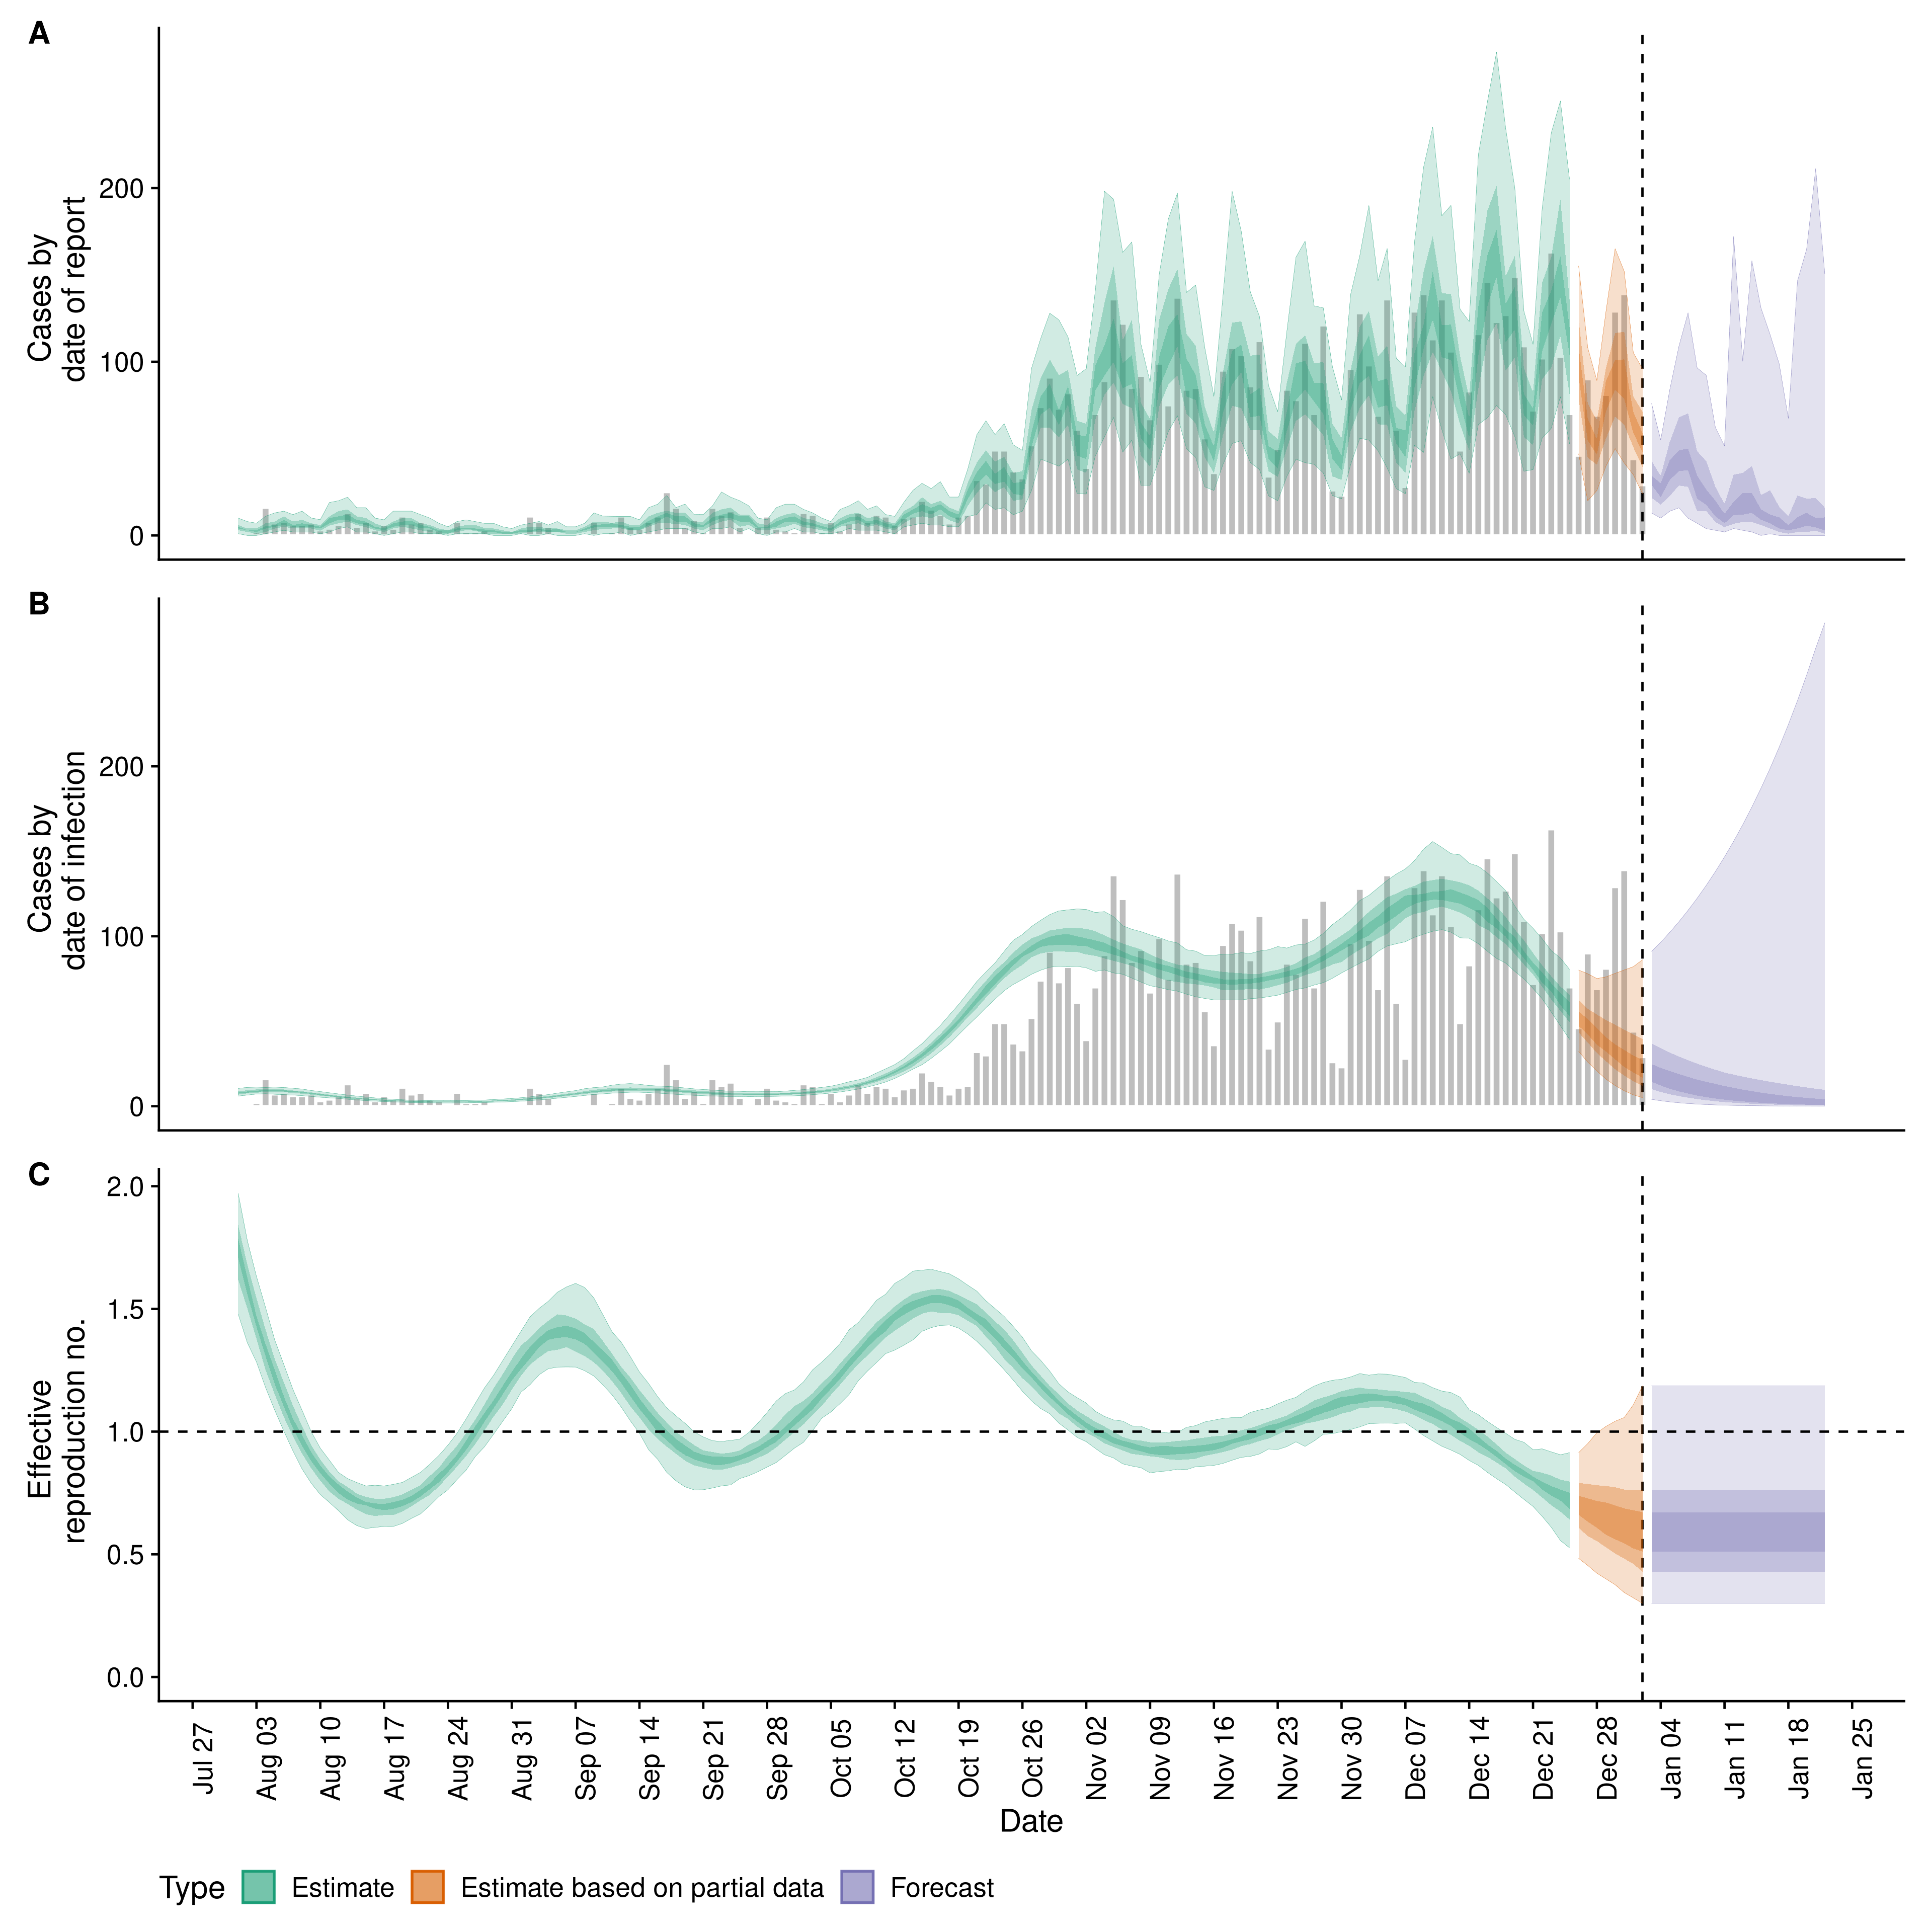 A
Cases by
date of report
200
100
0
B
Cases by
date of infection
200
100
0
C
Effective
reproduction no.
2.0
1.5
1.0
0.5
0.0
Jul 27
Aug 03
Aug 10
Aug 17
Aug 24
Aug 31
Sep 07
Sep 14
Sep 21
Sep 28
Oct 05
Oct 12
Oct 19
Oct 26
Nov 02
Nov 09
Nov 16
Nov 23
Nov 30
Dec 07
Dec 14
Dec 21
Dec 28
Jan 04
Jan 11
Jan 18
Jan 25
Date
Type Estimate Estimate based on partial data Forecast